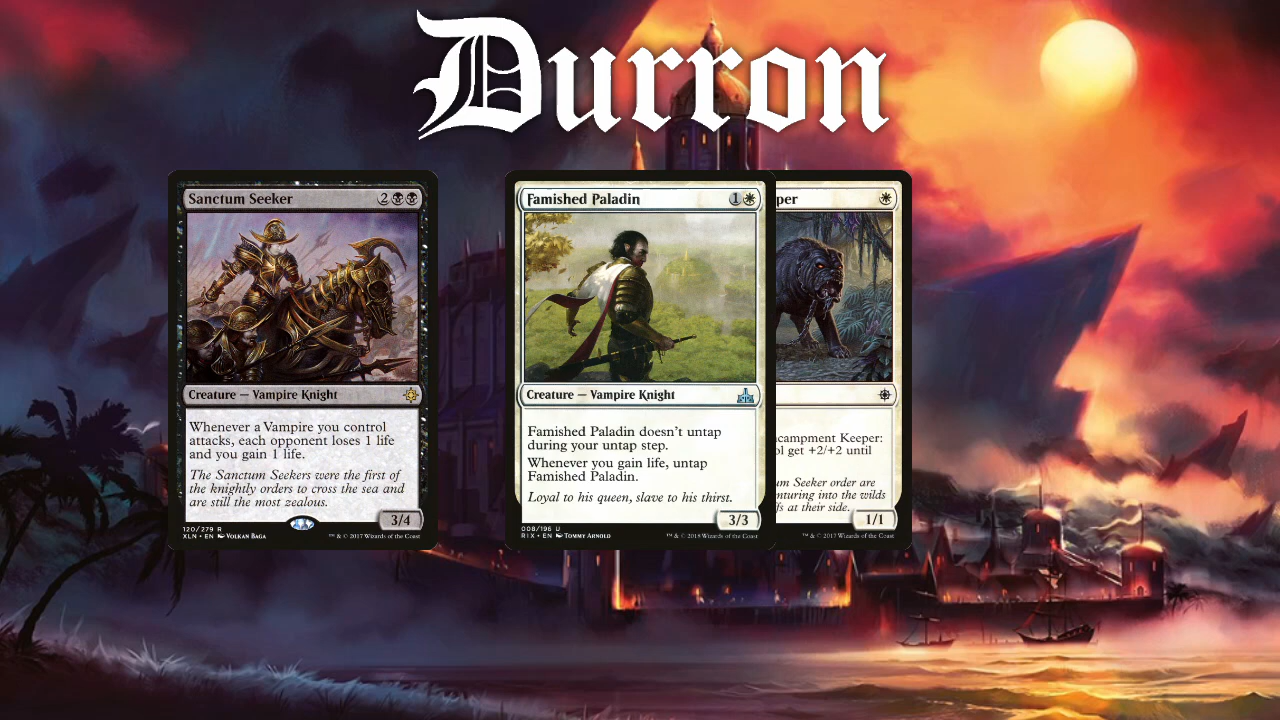 Durron
Sanctum Seeker
2
Creature — Vampire Knight
Whenever a Vampire you control
attacks, each opponent loses 1 life
and you gain 1 life.
The Sanctum Seekers were the first of
the knightly orders to cross the sea and
are still the most zealous.
3/4
120/279 R
XLN • EN VOLKAN BAGA
™ & © 2017 Wizards of the Coast
Famished Paladin
1
Creature — Vampire Knight
Famished Paladin doesn't untap
during your untap step.
Whenever you gain life, untap
Famished Paladin.
Loyal to his queen, slave to his thirst.
3/3
008/196 U
RIX • EN TOMMY ARNOLD
™ & © 2018 Wizards of the Coast
per
campment Keeper:
ol get +2/+2 until
um Seeker order are
nturing into the wilds
ffs at their side.
1/1
™ & © 2017 Wizards of the Coast